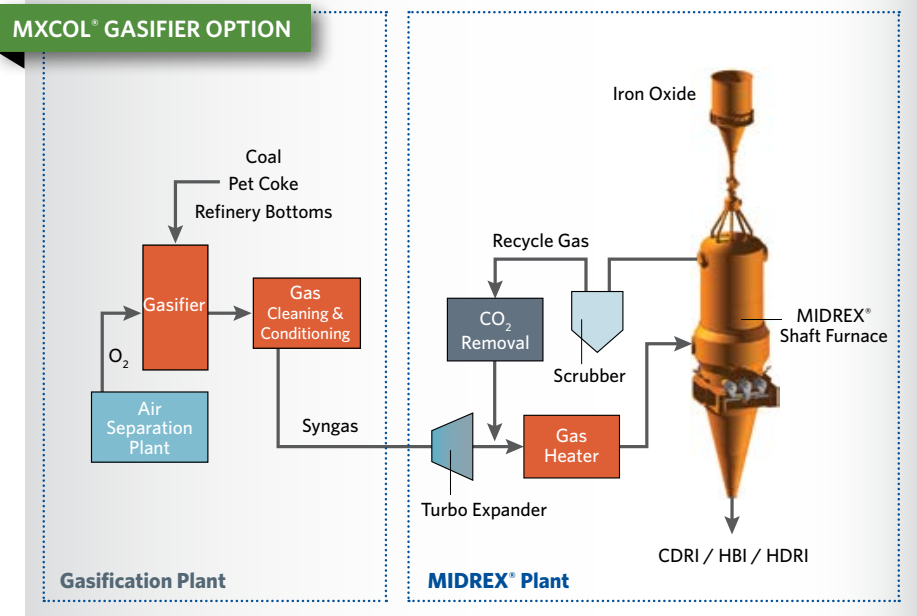 MXCOL® GASIFIER OPTION
Iron Oxide
Coal
Pet Coke
Refinery Bottoms
Recycle Gas
Gasifier
Gas
Cleaning &
Conditioning
CO₂
Removal
MIDREX®
Shaft Furnace
O₂
Scrubber
Air
Separation
Plant
Syngas
Gas
Heater
Turbo Expander
CDRI / HBI / HDRI
Gasification Plant
MIDREX® Plant